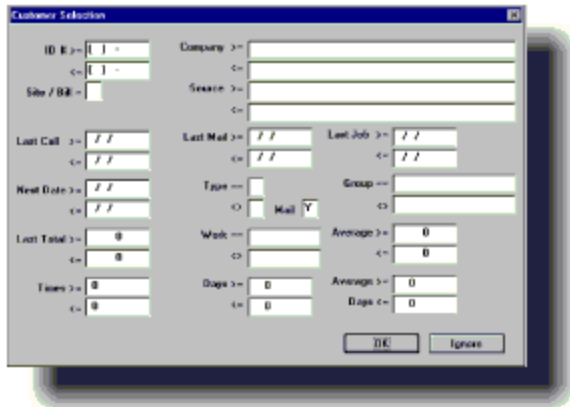 Customer Selection
ID # >= ( ) - Company >=
<= ( ) - <=
Site / Bill = Source >=
<=
Last Call >= / / Last Mail >= / / Last Job >= / /
<= / / <= / / <= / /
Next Date >= / / Type == Group ==
<= / / <> Mail Y <>
Last Total >= 0 Work == Average >= 0
<= 0 <> <= 0
Times >= 0 Days >= 0 Average >= 0
<= 0 <= 0 Days <= 0
OK Ignore